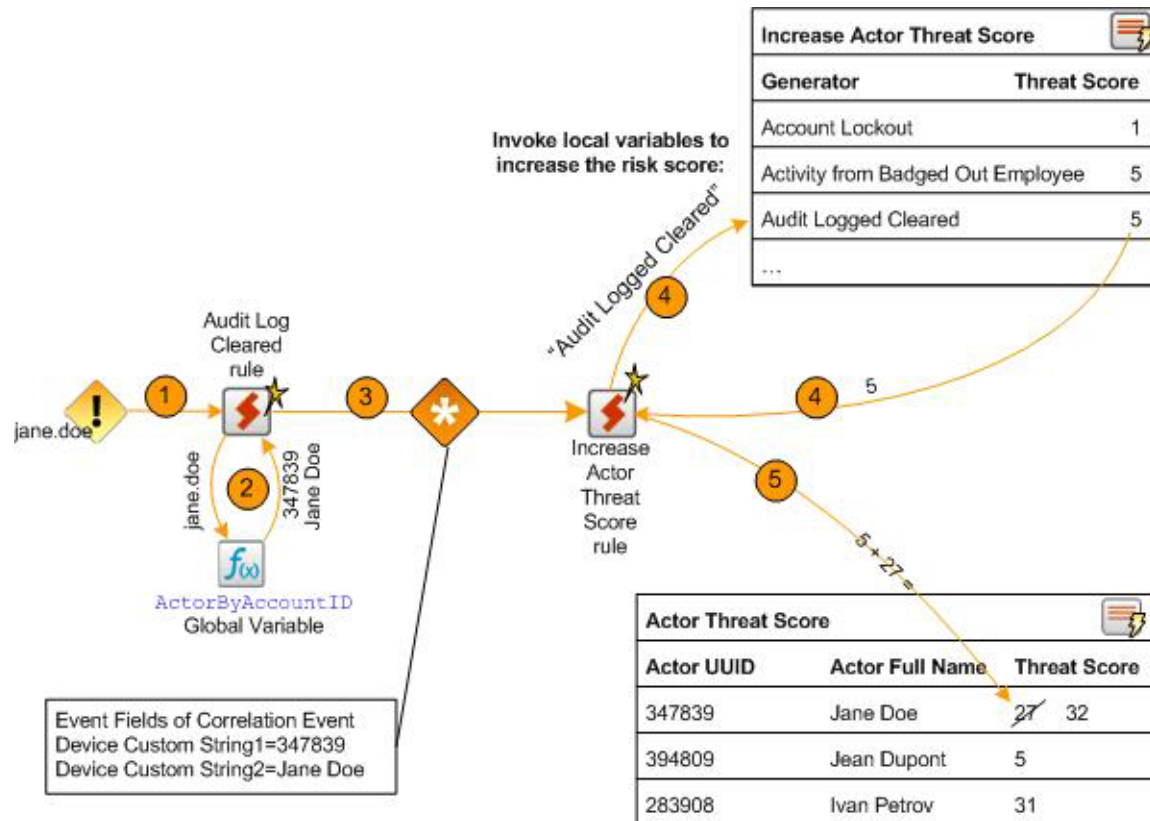 Increase Actor Threat Score
Generator Threat Score
Account Lockout 1
Activity from Badged Out Employee 5
Audit Logged Cleared 5
...
Invoke local variables to
increase the risk score:
"Audit Logged Cleared"
4
Audit Log
Cleared
rule
1
3
!
*
jane.doe
4
5
jane.doe
2
347839
Jane Doe
f(x)
ActorByAccountID
Global Variable
Increase
Actor
Threat
Score
rule
5
5 + 27 =
Event Fields of Correlation Event
Device Custom String1=347839
Device Custom String2=Jane Doe
Actor Threat Score
Actor UUID Actor Full Name Threat Score
347839 Jane Doe 27 32
394809 Jean Dupont 5
283908 Ivan Petrov 31